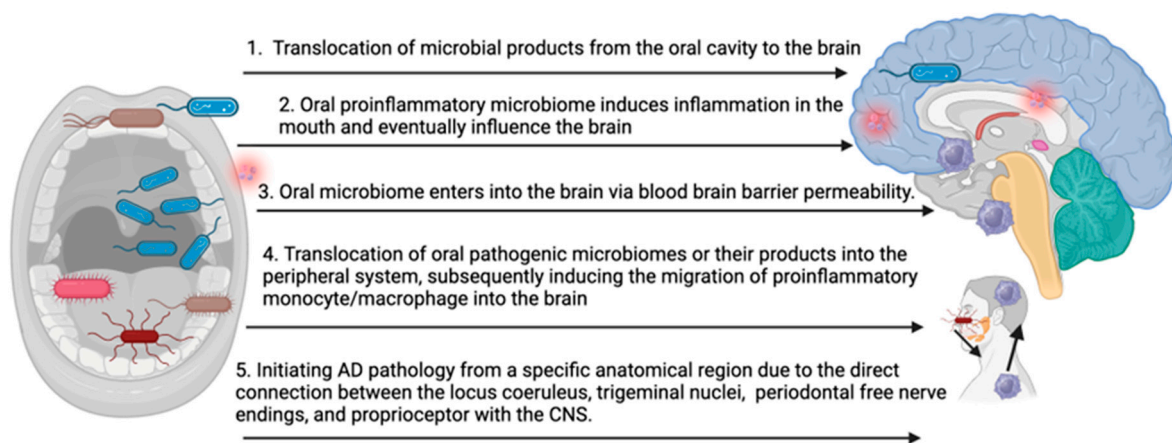 1. Translocation of microbial products from the oral cavity to the brain
2. Oral proinflammatory microbiome induces inflammation in the
mouth and eventually influence the brain
3. Oral microbiome enters into the brain via blood brain barrier permeability.
4. Translocation of oral pathogenic microbiomes or their products into the
peripheral system, subsequently inducing the migration of proinflammatory
monocyte/macrophage into the brain
5. Initiating AD pathology from a specific anatomical region due to the direct
connection between the locus coeruleus, trigeminal nuclei, periodontal free nerve
endings, and proprioceptor with the CNS.